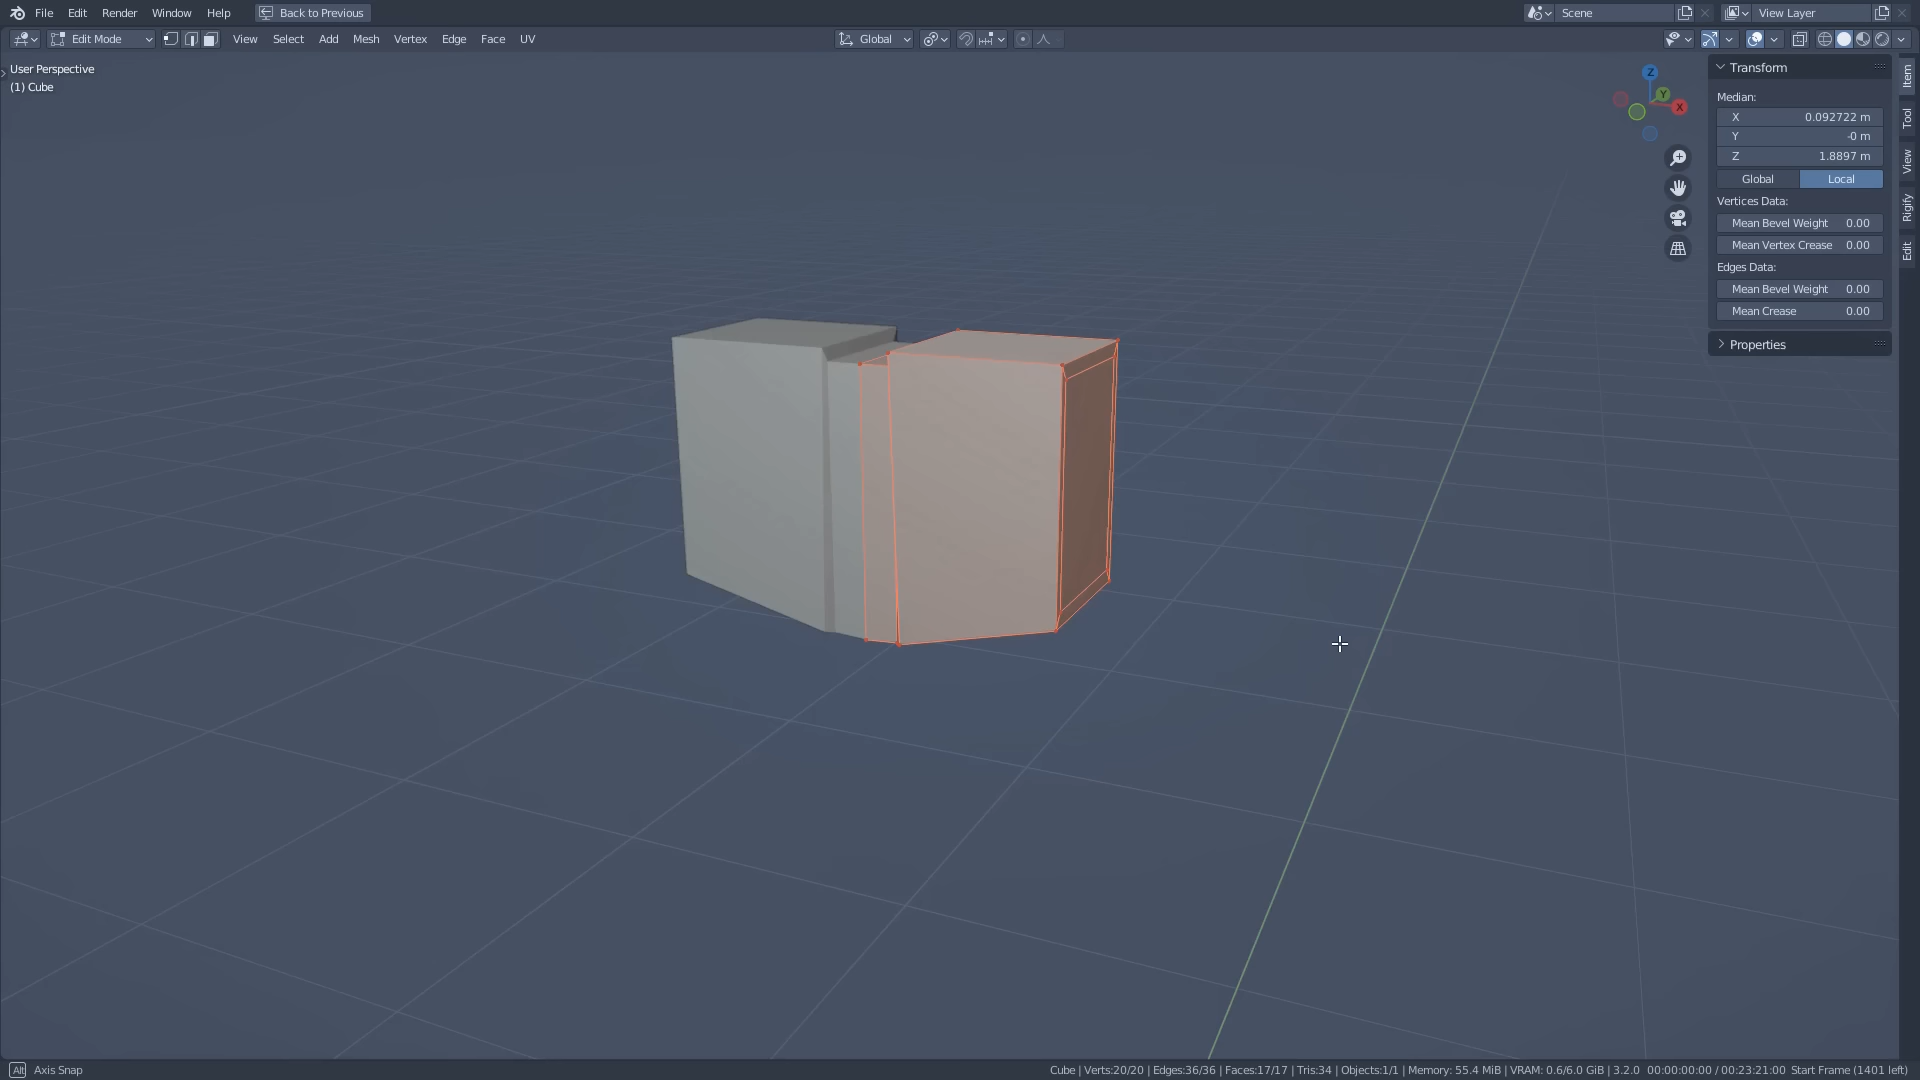 File Edit Render Window Help Back to Previous Scene View Layer
Edit Mode View Select Add Mesh Vertex Edge Face UV Global
User Perspective
(1) Cube
Z
Y
X
Transform
Median:
X 0.092722 m
Y -0 m
Z 1.8897 m
Global Local
Vertices Data:
Mean Bevel Weight 0.00
Mean Vertex Crease 0.00
Edges Data:
Mean Bevel Weight 0.00
Mean Crease 0.00
Properties
Item
Tool
View
Rigify
Edit
Alt Axis Snap
Cube | Verts:20/20 | Edges:36/36 | Faces:17/17 | Tris:34 | Objects:1/1 | Memory: 55.4 MiB | VRAM: 0.6/6.0 GiB | 3.2.0 00:00:00:00 / 00:23:21:00 Start Frame (1401 left)